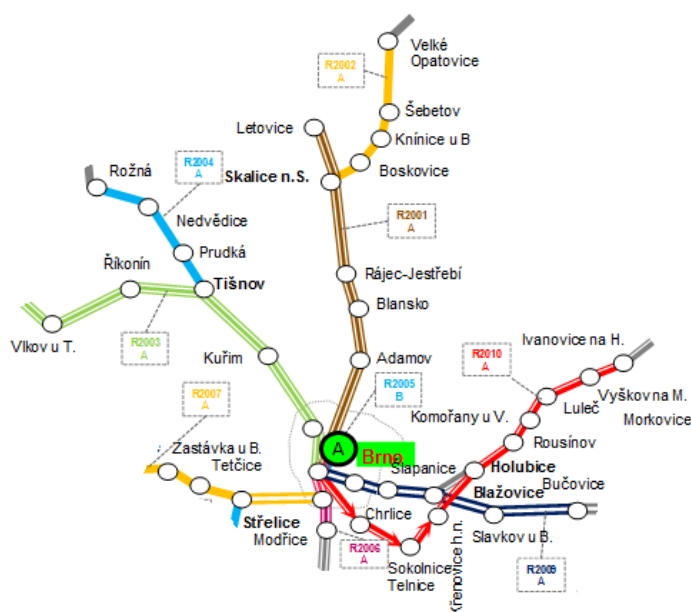 Velké
Opatovice
R2002
A
Šebetov
Letovice
Knínice u B
Boskovice
Rožná
R2004
A
Skalice n.S.
Nedvědice
R2001
A
Prudká
Říkonín
Tišnov
Rájec-Jestřebí
Blansko
Vlkov u T.
R2003
A
Kuřim
Adamov
Ivanovice na H.
R2010
A
R2007
A
R2005
B
Komořany u V.
Luleč
Vyškov na M.
Morkovice
Rousínov
Zastávka u B.
Tetčice
A
Brno
Slapanice
Holubice
Blažovice
Bučovice
Střelice
Modřice
Chrlice
Slavkov u B.
R2006
A
Sokolnice
Telnice
Křenovice h.n.
R2009
A